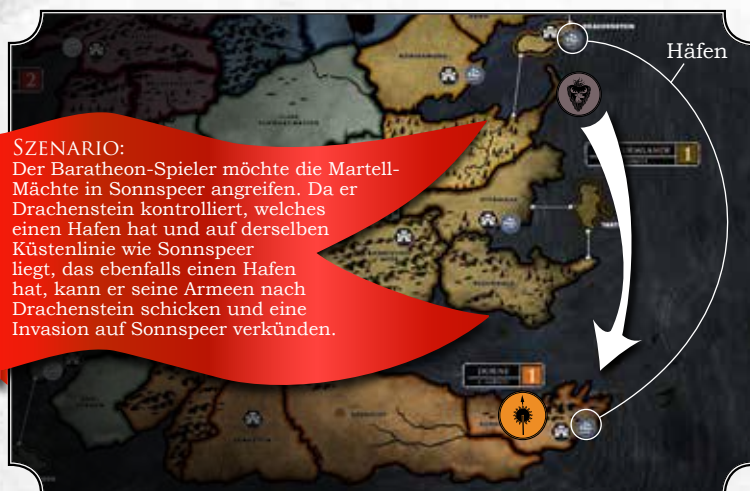 DRACHENSTEIN
Häfen
2
SZENARIO:
Der Baratheon-Spieler möchte die Martell-
Mächte in Sonnspeer angreifen. Da er
Drachenstein kontrolliert, welches
einen Hafen hat und auf derselben
Küstenlinie wie Sonnspeer
liegt, das ebenfalls einen Hafen
hat, kann er seine Armeen nach
Drachenstein schicken und eine
Invasion auf Sonnspeer verkünden.
1
DORNE
1